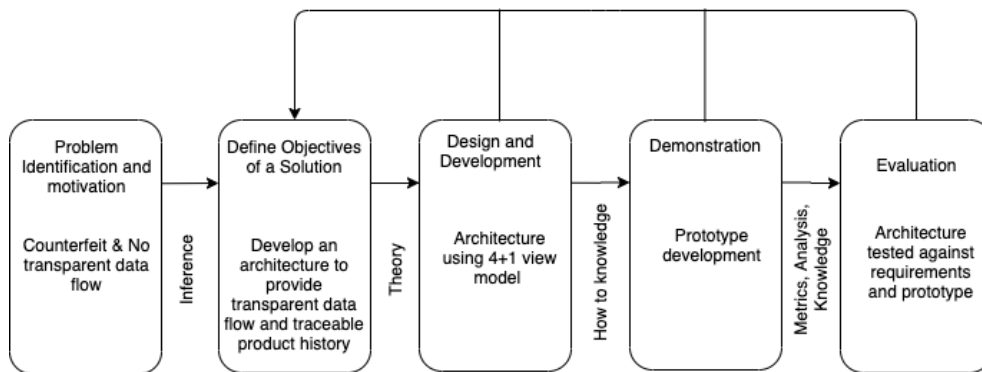 Problem
Identification and
motivation
Counterfeit & No
transparent data
flow
Inference
Define Objectives
of a Solution
Develop an
architecture to
provide
transparent data
flow and traceable
product history
Theory
Design and
Development
Architecture
using 4+1 view
model
How to knowledge
Demonstration
Prototype
development
Metrics, Analysis,
Knowledge
Evaluation
Architecture
tested against
requirements
and prototype